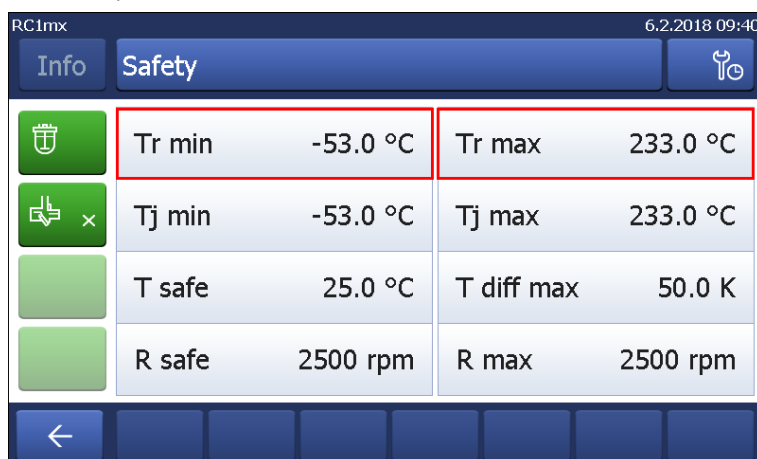 RC1mx 6.2.2018 09:40
Info Safety
Tr min -53.0 °C Tr max 233.0 °C
× Tj min -53.0 °C Tj max 233.0 °C
T safe 25.0 °C T diff max 50.0 K
R safe 2500 rpm R max 2500 rpm